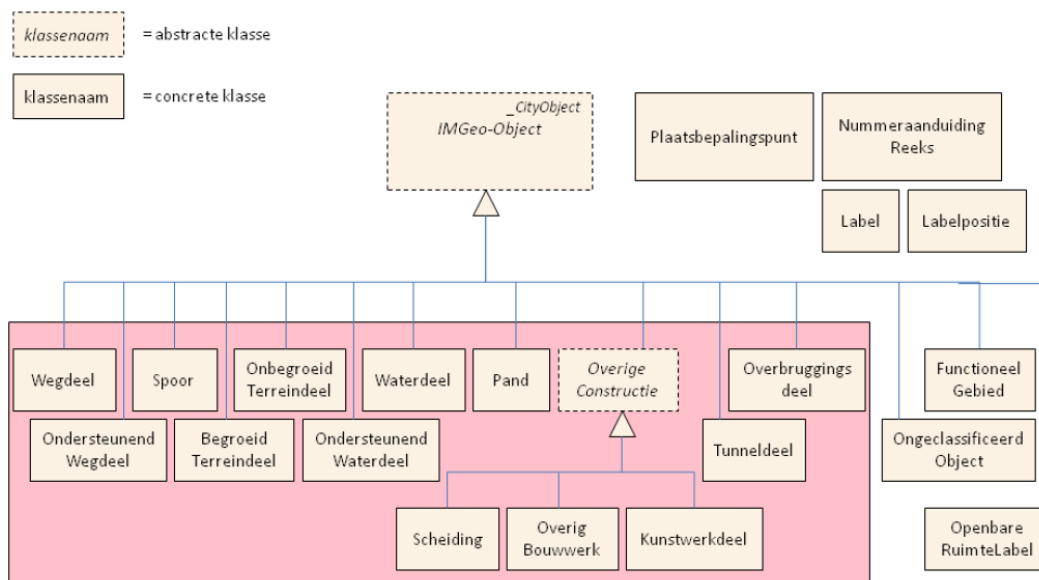 klassenaam
= abstracte klasse
klassenaam
= concrete klasse
_CityObject
IMGeo-Object
Plaatsbepalingspunt
Nummeraanduiding
Reeks
Label
Labelpositie
Wegdeel
Spoor
Onbegroeid
Terreindeel
Waterdeel
Pand
Overige
Constructie
Overbruggings
deel
Functioneel
Gebied
Ondersteunend
Wegdeel
Begroeid
Terreindeel
Ondersteunend
Waterdeel
Tunneldeel
Ongeclassificeerd
Object
Scheiding
Overig
Bouwwerk
Kunstwerkdeel
Openbare
RuimteLabel